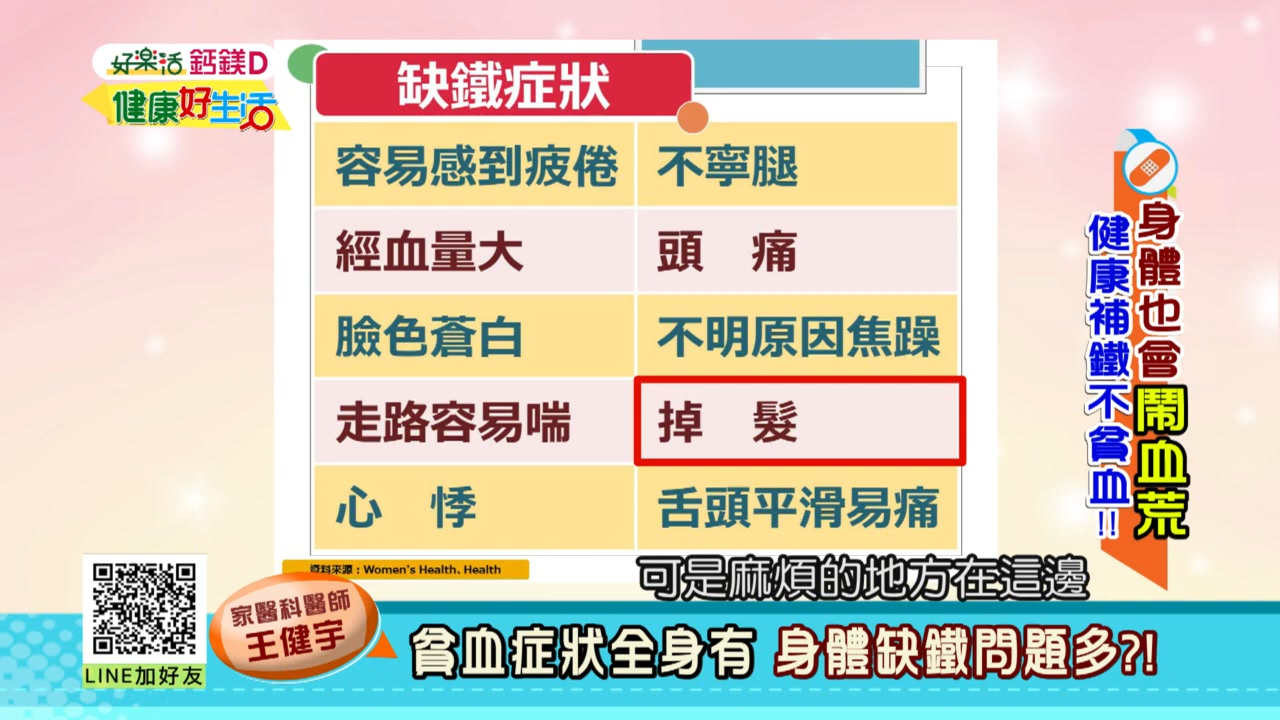 好樂活 鈣鎂D
健康好生活
缺鐵症狀
容易感到疲倦 不寧腿
經血量大 頭 痛
臉色蒼白 不明原因焦躁
走路容易喘 掉 髮
心 悸 舌頭平滑易痛
資料來源:Women's Health、Health
身體也會鬧血荒
健康補鐵不貧血!!
可是麻煩的地方在這邊
家醫科醫師
王健宇
貧血症狀全身有 身體缺鐵問題多?!
LINE加好友